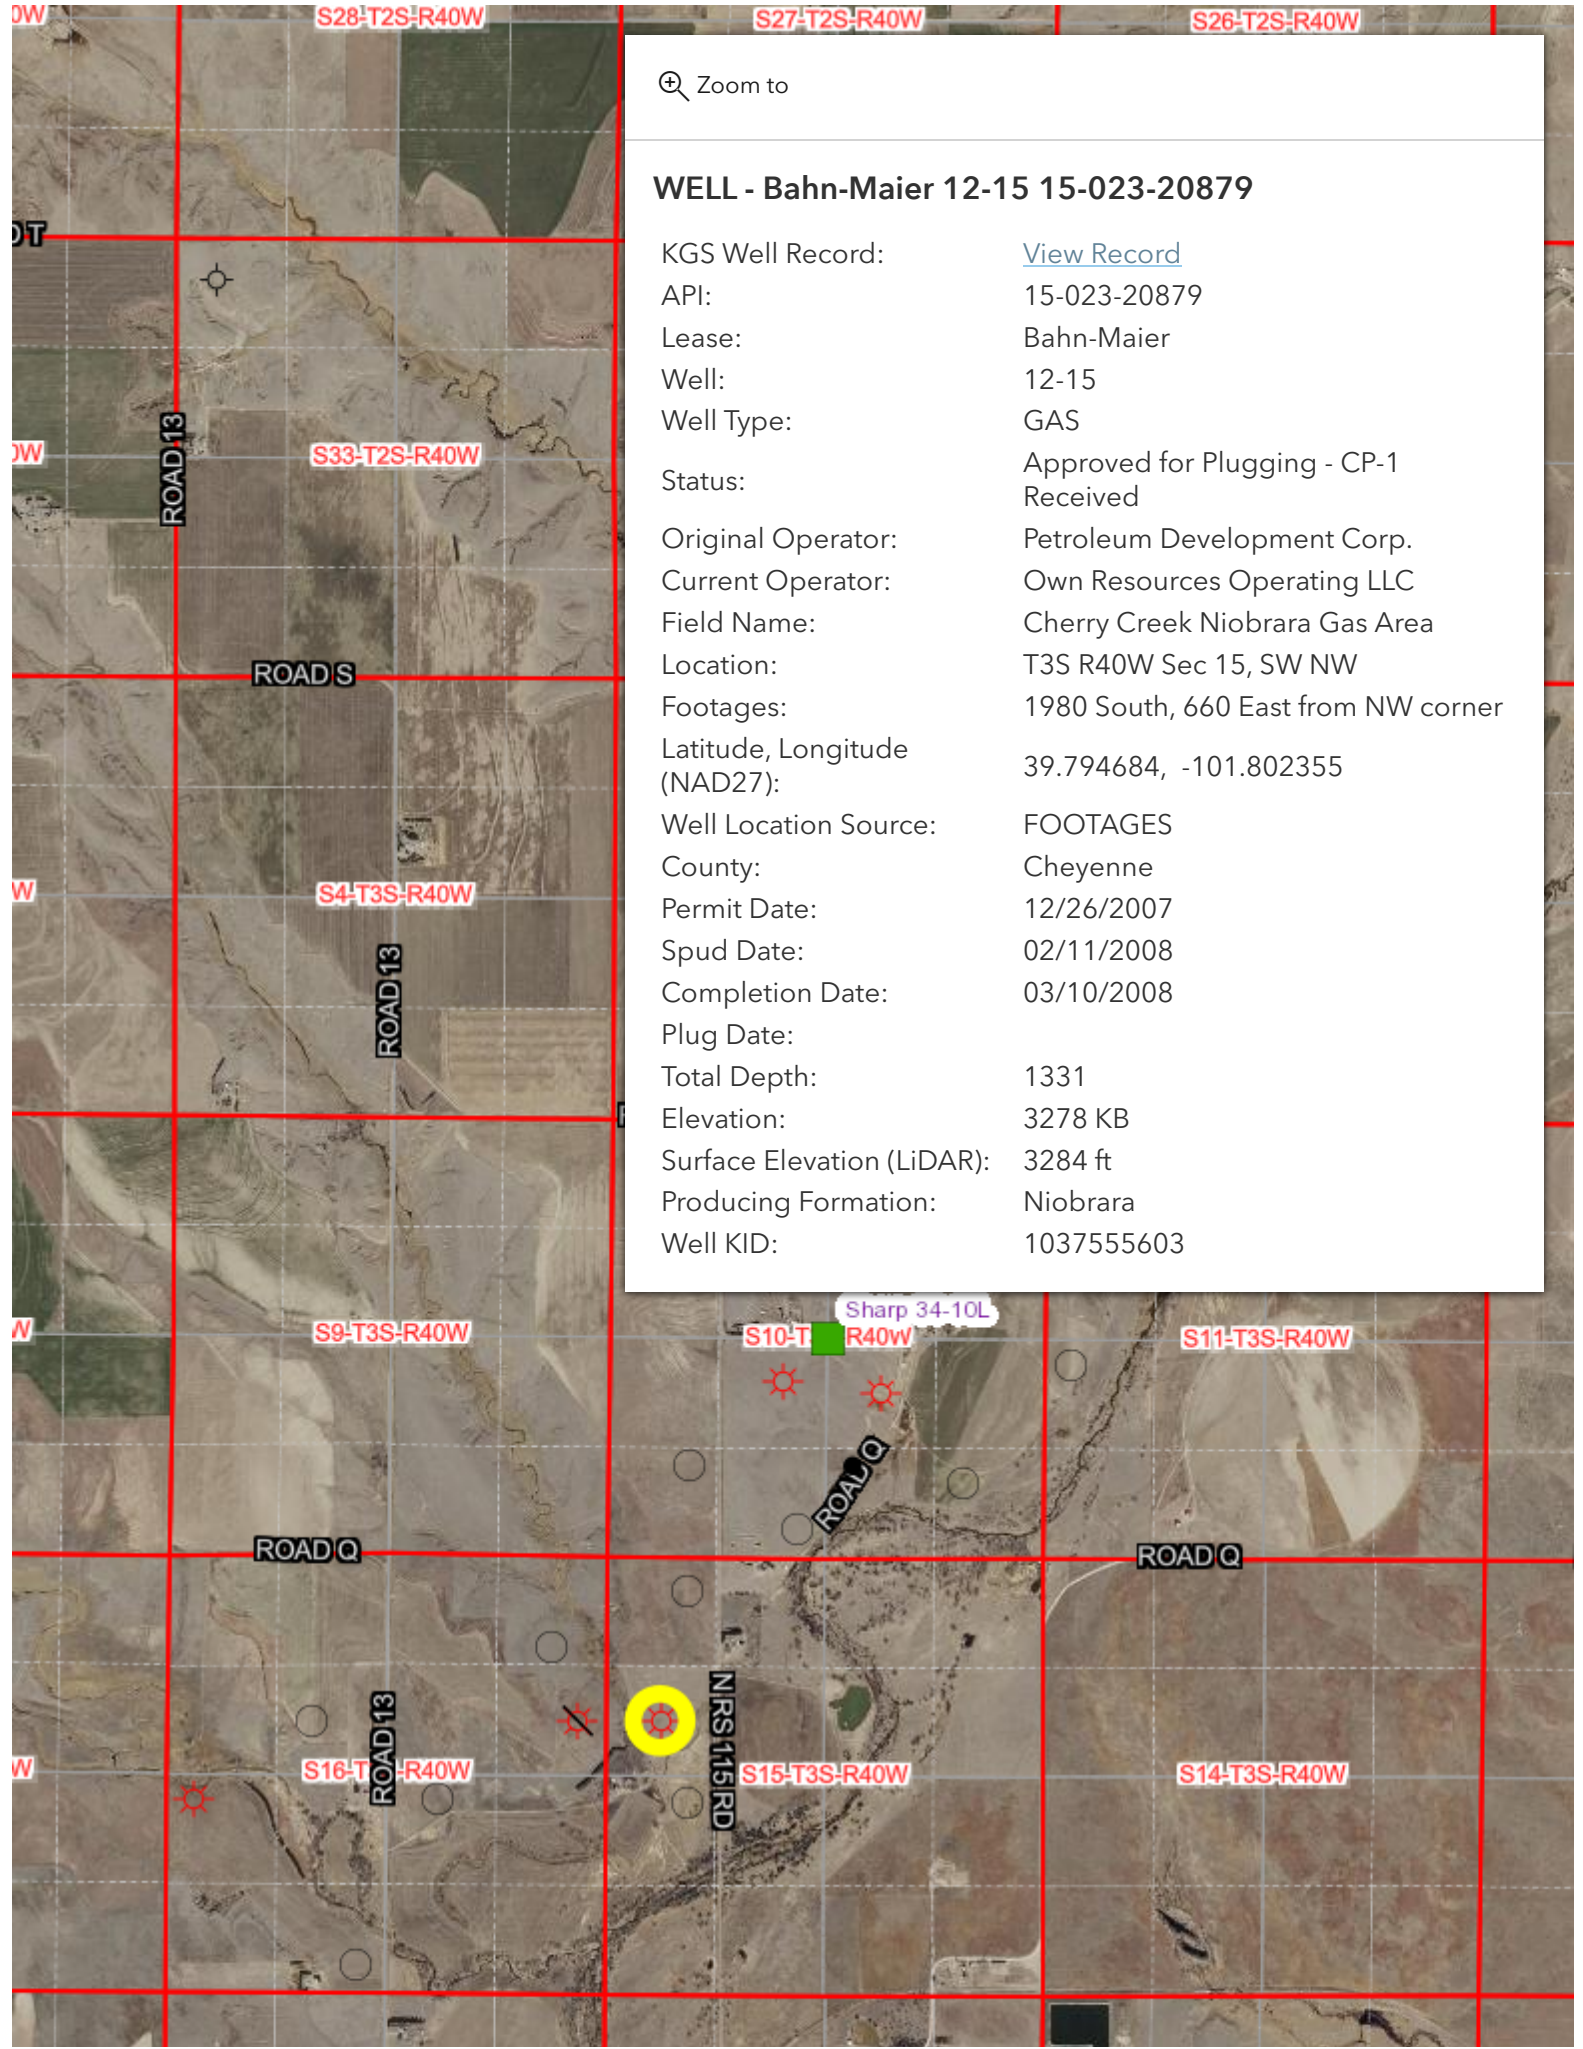 0W
S28-T2S-R40W
S27-T2S-R40W
S26-T2S-R40W
Zoom to
WELL - Bahn-Maier 12-15 15-023-20879
KGS Well Record: View Record
API: 15-023-20879
Lease: Bahn-Maier
Well: 12-15
Well Type: GAS
Status: Approved for Plugging - CP-1
Received
Original Operator: Petroleum Development Corp.
Current Operator: Own Resources Operating LLC
Field Name: Cherry Creek Niobrara Gas Area
Location: T3S R40W Sec 15, SW NW
Footages: 1980 South, 660 East from NW corner
Latitude, Longitude
(NAD27): 39.794684, -101.802355
Well Location Source: FOOTAGES
County: Cheyenne
Permit Date: 12/26/2007
Spud Date: 02/11/2008
Completion Date: 03/10/2008
Plug Date:
Total Depth: 1331
Elevation: 3278 KB
Surface Elevation (LiDAR): 3284 ft
Producing Formation: Niobrara
Well KID: 1037555603
T
ROAD 13
W
S33-T2S-R40W
ROAD S
W
S4-T3S-R40W
ROAD 13
Sharp 34-10L
W
S9-T3S-R40W
S10-T R40W
S11-T3S-R40W
ROAD Q
ROAD Q
ROAD Q
ROAD 13
N RS 115 RD
W
S16-T -R40W
S15-T3S-R40W
S14-T3S-R40W